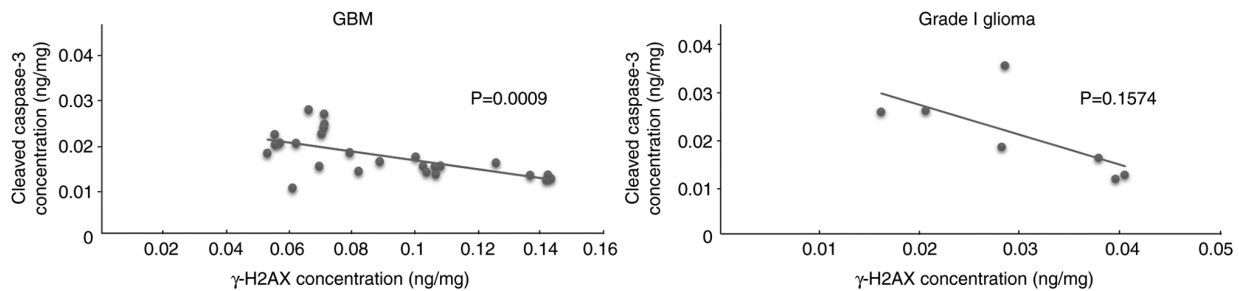 GBM
Cleaved caspase-3
concentration (ng/mg)
0.04
0.03
0.02
0.01
0
P=0.0009
0.02
0.04
0.06
0.08
0.1
0.12
0.14
0.16
γ-H2AX concentration (ng/mg)
Grade I glioma
Cleaved caspase-3
concentration (ng/mg)
0.04
0.03
0.02
0.01
0
P=0.1574
0.01
0.02
0.03
0.04
0.05
γ-H2AX concentration (ng/mg)